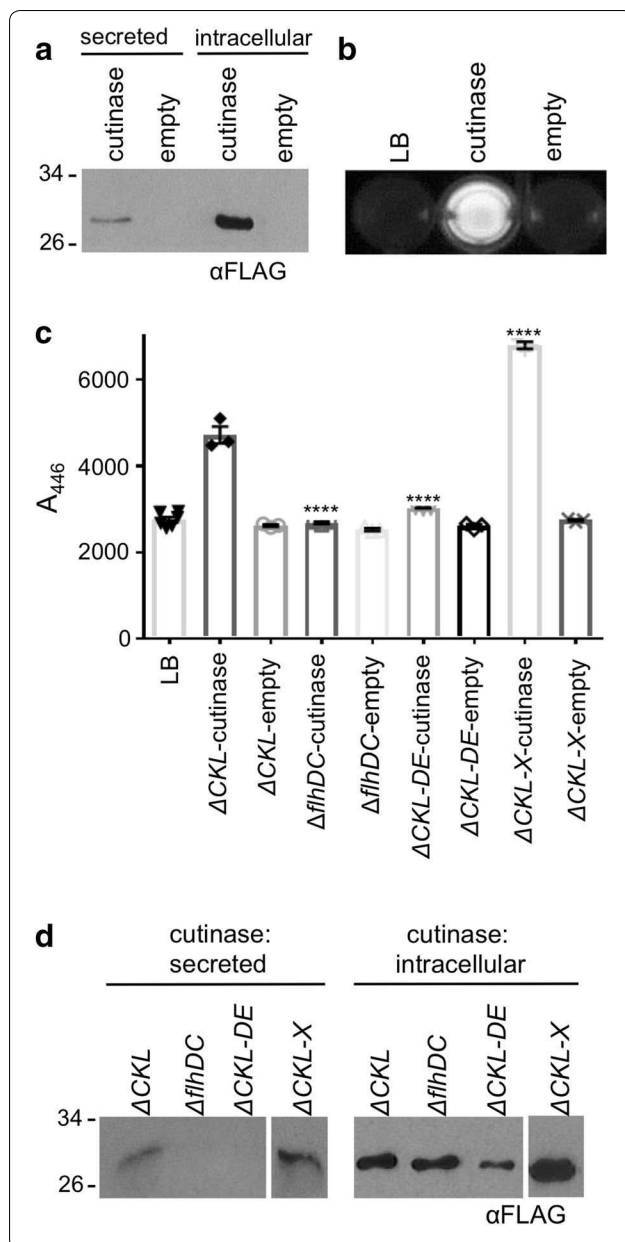 a
secreted
intracellular
cutinase
empty
cutinase
empty
34 -
26 -
αFLAG
b
LB
cutinase
empty
c
A446
6000
4000
2000
0
****
****
****
LB
ΔCKL-cutinase
ΔCKL-empty
ΔflhDC-cutinase
ΔflhDC-empty
ΔCKL-DE-cutinase
ΔCKL-DE-empty
ΔCKL-X-cutinase
ΔCKL-X-empty
d
cutinase:
secreted
cutinase:
intracellular
ΔCKL
ΔflhDC
ΔCKL-DE
ΔCKL-X
ΔCKL
ΔflhDC
ΔCKL-DE
ΔCKL-X
34 -
26 -
αFLAG